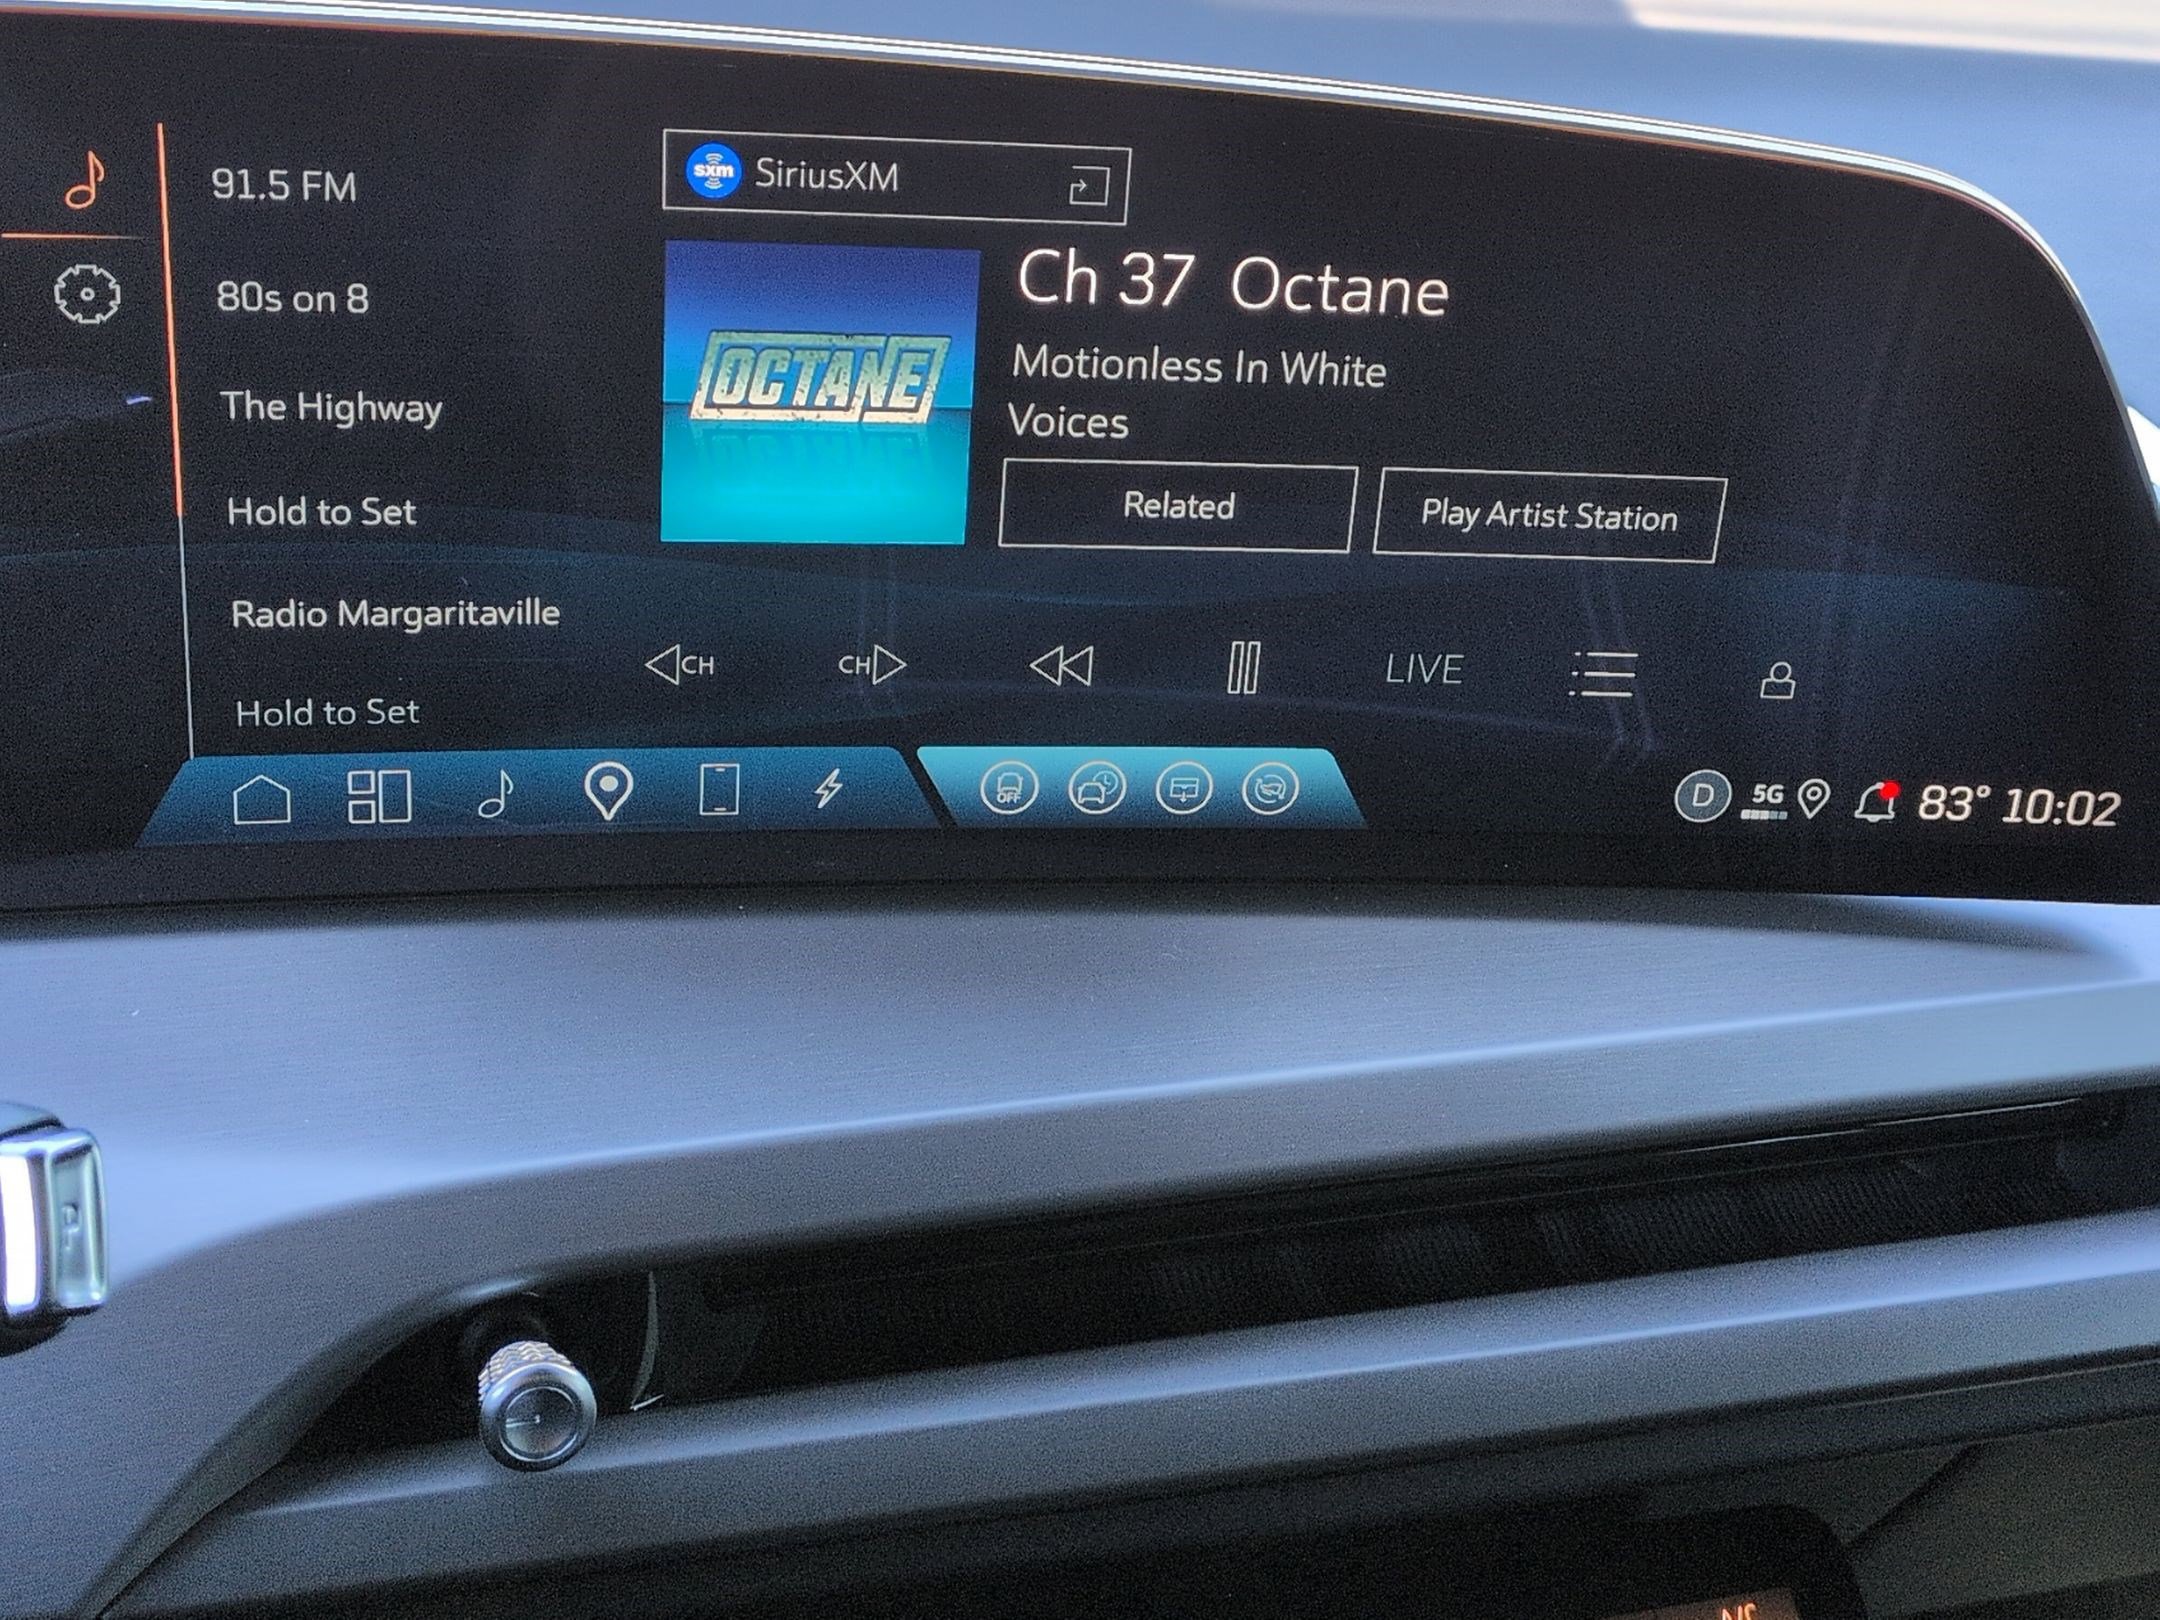 91.5 FM
80s on 8
The Highway
Hold to Set
Radio Margaritaville
Hold to Set
sxm SiriusXM
OCTANE
Ch 37 Octane
Motionless In White
Voices
Related
Play Artist Station
CH
CH
LIVE
OFF
D 5G 83° 10:02
P